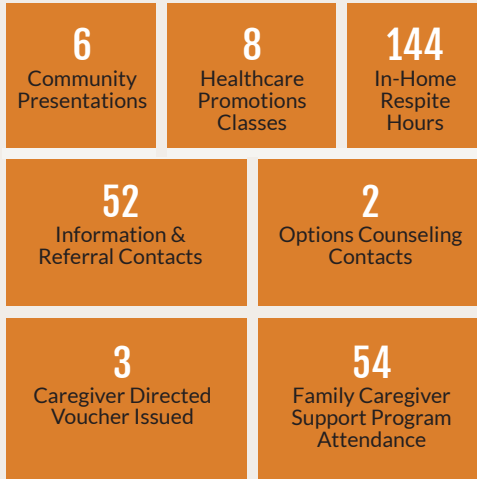 6
Community
Presentations
8
Healthcare
Promotions
Classes
144
In-Home
Respite
Hours
52
Information &
Referral Contacts
2
Options Counseling
Contacts
3
Caregiver Directed
Voucher Issued
54
Family Caregiver
Support Program
Attendance